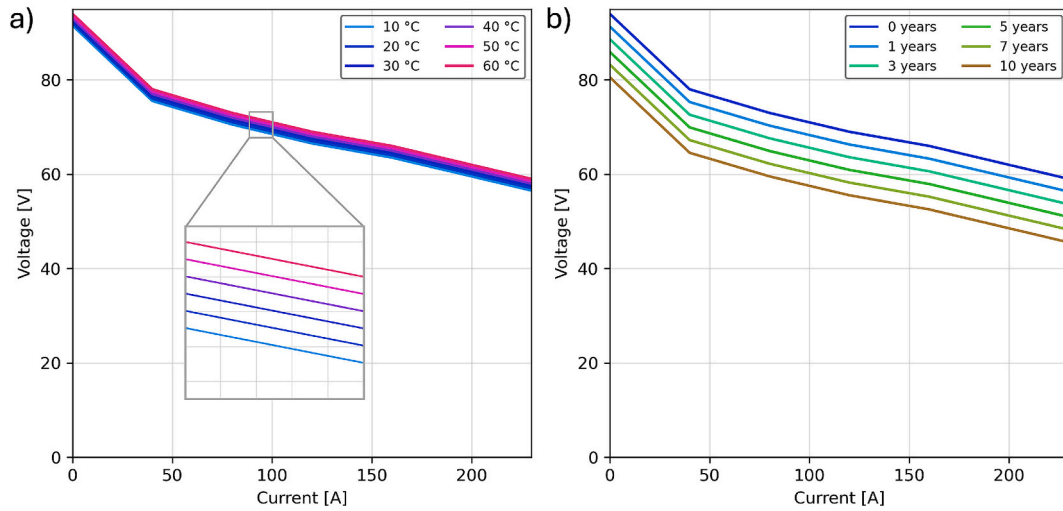 a)
10 °C
40 °C
20 °C
50 °C
30 °C
60 °C
80
60
40
20
0
Voltage [V]
0
50
100
150
200
Current [A]
b)
0 years
5 years
1 years
7 years
3 years
10 years
80
60
40
20
0
Voltage [V]
0
50
100
150
200
Current [A]